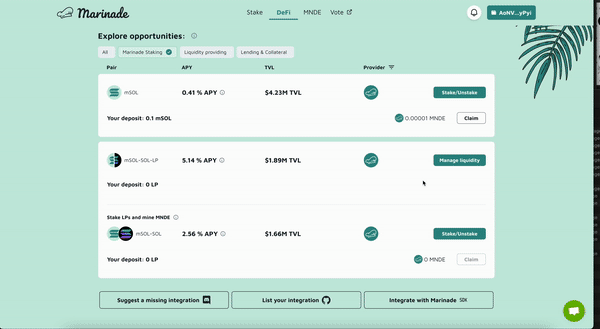 Marinade
Stake DeFi MNDE Vote AoNV...yPyi
Explore opportunities:
All Marinade Staking Liquidity providing Lending & Collateral
Pair APY TVL Provider
mSOL 0.41 % APY $4.23M TVL Stake/Unstake
Your deposit: 0.1 mSOL 0.00001 MNDE Claim
mSOL-SOL-LP 5.14 % APY $1.89M TVL Manage liquidity
Your deposit: 0 LP
Stake LPs and mine MNDE
mSOL-SOL 2.56 % APY $1.66M TVL Stake/Unstake
Your deposit: 0 LP 0 MNDE Claim
Suggest a missing integration List your integration Integrate with Marinade SDK